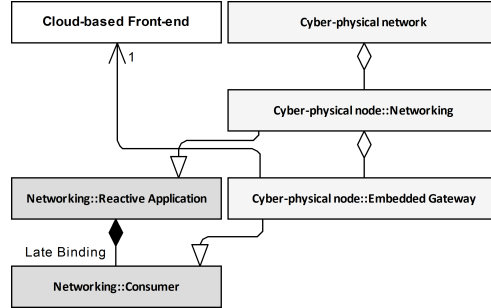 Cloud-based Front-end
Cyber-physical network
1
Cyber-physical node::Networking
Networking::Reactive Application
Cyber-physical node::Embedded Gateway
Late Binding
Networking::Consumer